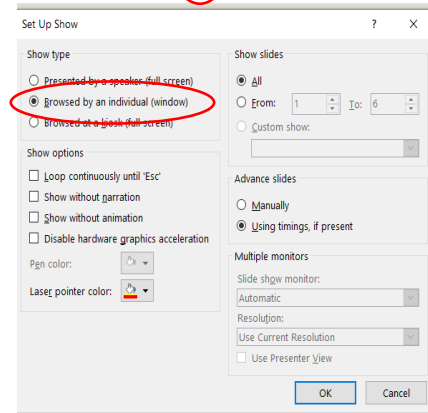 Set Up Show ? X
Show type
Presented by a speaker (full screen)
Browsed by an individual (window)
Browsed at a kiosk (full screen)
Show options
Loop continuously until 'Esc'
Show without narration
Show without animation
Disable hardware graphics acceleration
Pen color:
Laser pointer color:
Show slides
All
From: 1 To: 6
Custom show:
Advance slides
Manually
Using timings, if present
Multiple monitors
Slide show monitor:
Automatic
Resolution:
Use Current Resolution
Use Presenter View
OK Cancel